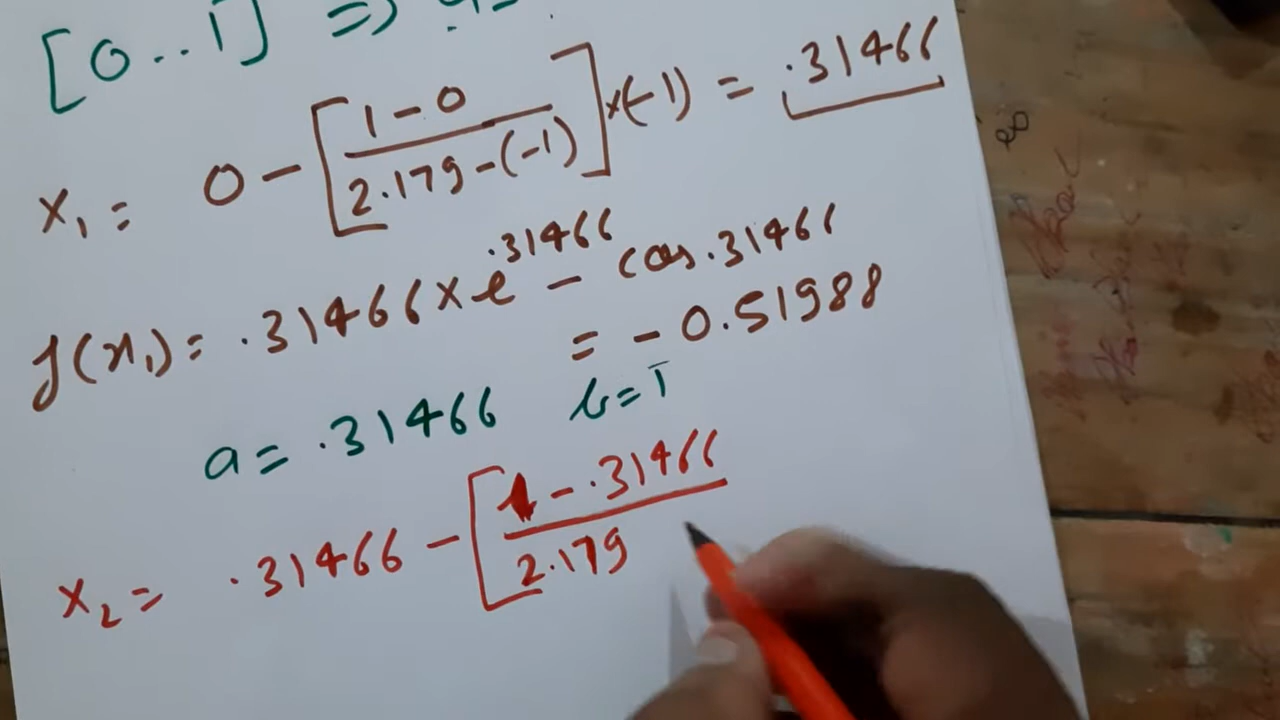 [0..1] =>
x₁ = 0 - [(1-0)/(2.179-(-1))] ×(-1) = .31466
f(x₁) = .31466 × e^.31466 - cos .31466
= -0.51988
a = .31466 b = 1
x₂ = .31466 - [(1 - .31466)/(2.179